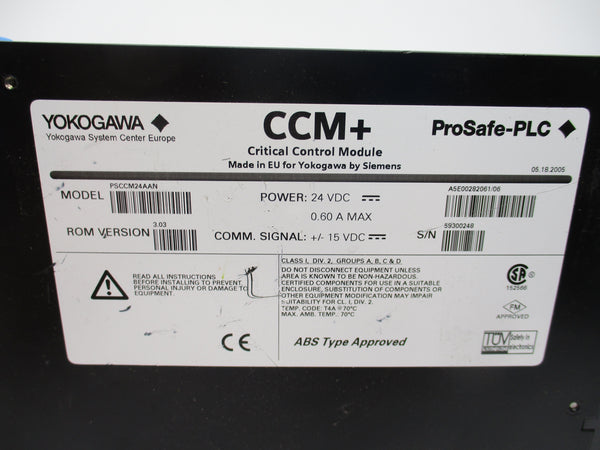 YOKOGAWA
Yokogawa System Center Europe
CCM+
Critical Control Module
Made in EU for Yokogawa by Siemens
ProSafe-PLC
05.18.2005
MODEL PSCCM24AAN
POWER: 24 VDC
0.60 A MAX
A5E00282061/06
ROM VERSION 3.03
COMM. SIGNAL: +/- 15 VDC
S/N 59300248
READ ALL INSTRUCTIONS
BEFORE INSTALLING TO PREVENT
PERSONAL INJURY OR DAMAGE TO
EQUIPMENT.
CE
CLASS I, DIV. 2, GROUPS A, B, C & D
DO NOT DISCONNECT EQUIPMENT UNLESS
AREA IS KNOWN TO BE NON-HAZARDOUS.
CERTIFIED COMPONENTS FOR USE IN A SUITABLE
ENCLOSURE. SUBSTITUTION OF COMPONENTS OR
OTHER EQUIPMENT MODIFICATION MAY IMPAIR
SUITABILITY FOR CL. I, DIV. 2.
TEMP. CODE: T4A @ 70°C
MAX. AMB. TEMP.: 70°C
ABS Type Approved
SA
152566
FM
APPROVED
TÜV Safety in
electronics